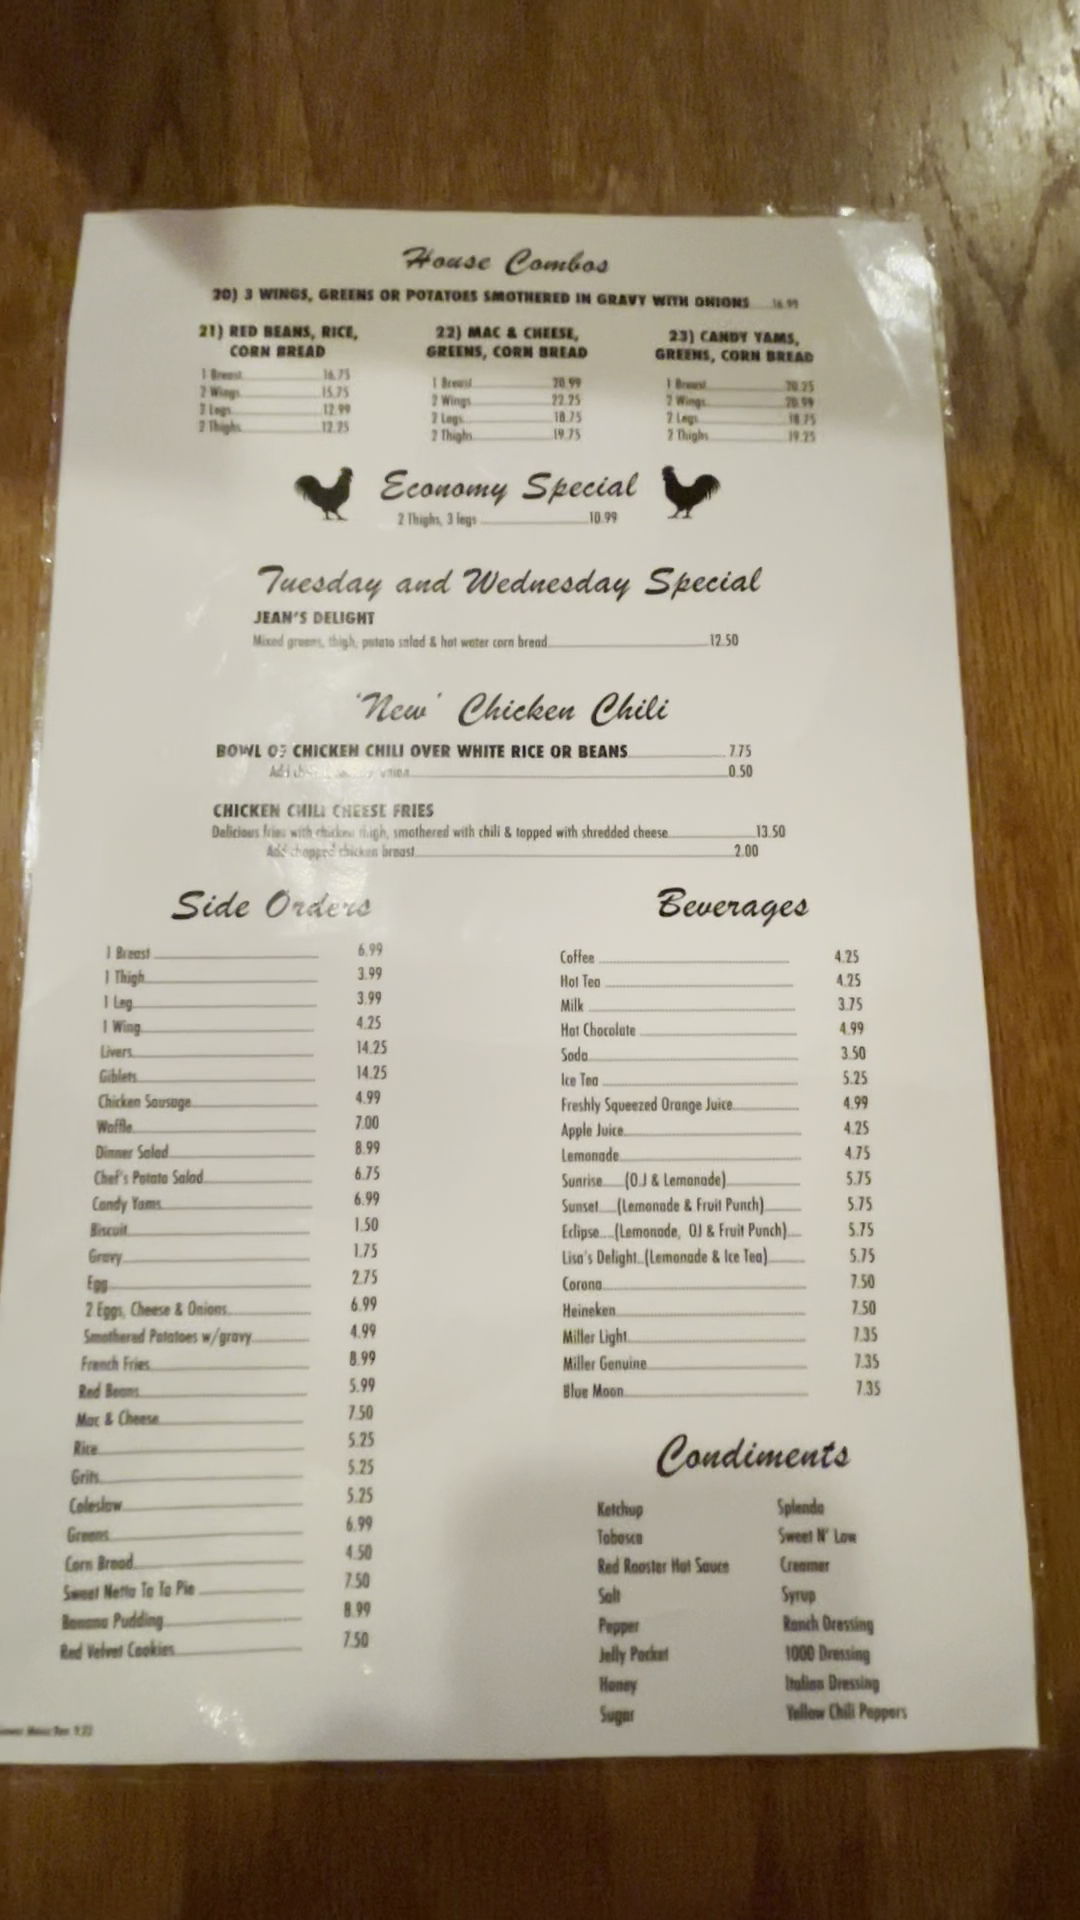 House Combos
20) 3 WINGS, GREENS OR POTATOES SMOTHERED IN GRAVY WITH ONIONS 16.99
21) RED BEANS, RICE,
CORN BREAD
1 Breast 16.75
2 Wings 15.75
2 Legs 12.99
2 Thighs 12.25
22) MAC & CHEESE,
GREENS, CORN BREAD
1 Breast 20.99
2 Wings 22.25
2 Legs 18.75
2 Thighs 19.75
23) CANDY YAMS,
GREENS, CORN BREAD
1 Breast 20.25
2 Wings 20.99
2 Legs 18.75
2 Thighs 19.25
Economy Special
2 Thighs, 3 legs 10.99
Tuesday and Wednesday Special
JEAN'S DELIGHT
Mixed greens, thigh, potato salad & hot water corn bread 12.50
'New' Chicken Chili
BOWL OF CHICKEN CHILI OVER WHITE RICE OR BEANS 7.75
Add 0.50
CHICKEN CHILI CHEESE FRIES
Delicious fries with chicken thigh, smothered with chili & topped with shredded cheese 13.50
Add chopped chicken breast 2.00
Side Orders
1 Breast 6.99
1 Thigh 3.99
1 Leg 3.99
1 Wing 4.25
Livers 14.25
Giblets 14.25
Chicken Sausage 4.99
Waffle 7.00
Dinner Salad 8.99
Chef's Potato Salad 6.75
Candy Yams 6.99
Biscuit 1.50
Gravy 1.75
Egg 2.75
2 Eggs, Cheese & Onions 6.99
Smothered Potatoes w/gravy 4.99
French Fries 8.99
Red Beans 5.99
Mac & Cheese 7.50
Rice 5.25
Grits 5.25
Coleslaw 5.25
Greens 6.99
Corn Bread 4.50
Sweet Netta Ta Ta Pie 7.50
Banana Pudding 8.99
Red Velvet Cookies 7.50
Beverages
Coffee 4.25
Hot Tea 4.25
Milk 3.75
Hot Chocolate 4.99
Soda 3.50
Ice Tea 5.25
Freshly Squeezed Orange Juice 4.99
Apple Juice 4.25
Lemonade 4.75
Sunrise (OJ & Lemonade) 5.75
Sunset (Lemonade & Fruit Punch) 5.75
Eclipse (Lemonade, OJ & Fruit Punch) 5.75
Lisa's Delight (Lemonade & Ice Tea) 5.75
Corona 7.50
Heineken 7.50
Miller Light 7.35
Miller Genuine 7.35
Blue Moon 7.35
Condiments
Ketchup
Tobasco
Red Rooster Hot Sauce
Salt
Pepper
Jelly Packet
Honey
Sugar
Splenda
Sweet N' Low
Creamer
Syrup
Ranch Dressing
1000 Dressing
Italian Dressing
Yellow Chili Peppers